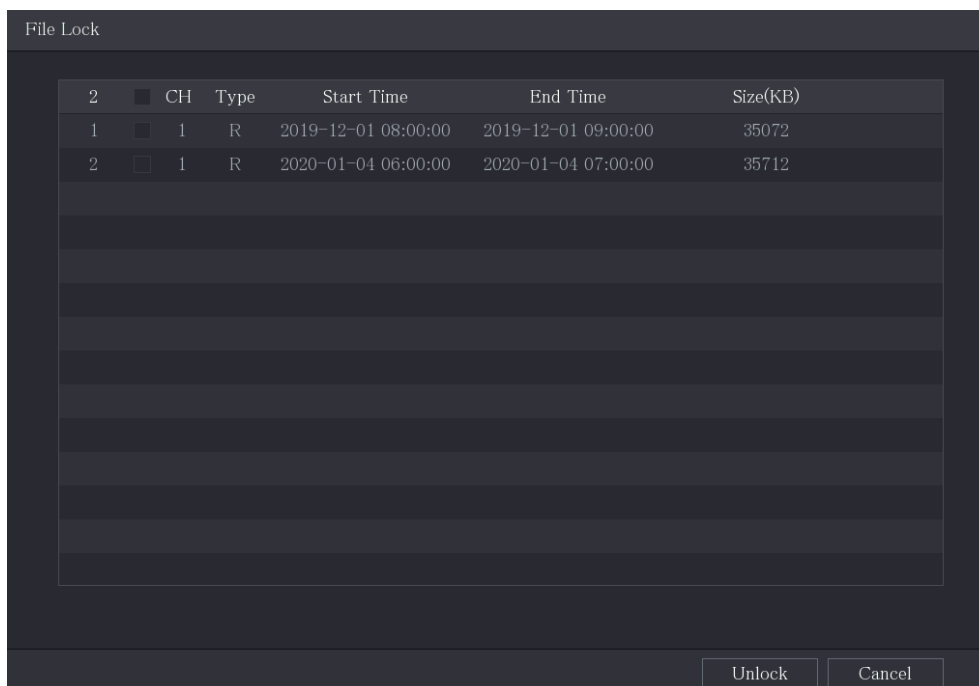 File Lock
2 CH Type Start Time End Time Size(KB)
1 1 R 2019-12-01 08:00:00 2019-12-01 09:00:00 35072
2 1 R 2020-01-04 06:00:00 2020-01-04 07:00:00 35712
Unlock Cancel